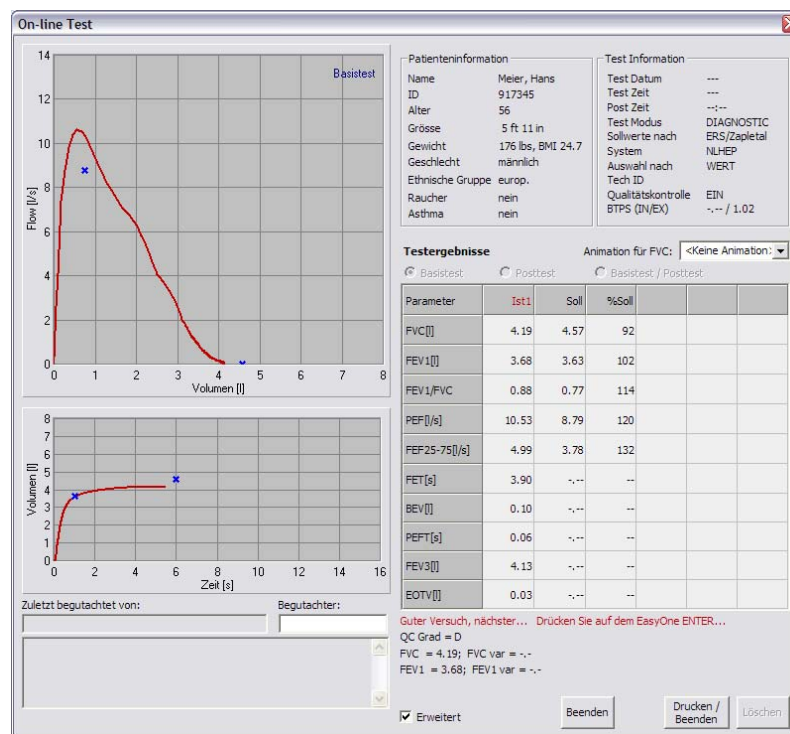 On-line Test
14
Basistest
12
10
8
6
4
2
0
0 1 2 3 4 5 6 7 8
Flow [l/s]
Volumen [l]
8
7
6
5
4
3
2
1
0
0 2 4 6 8 10 12 14 16
Volumen [l]
Zeit [s]
Zuletzt begutachtet von: Begutachter:
Patienteninformation
Name Meier, Hans
ID 917345
Alter 56
Grösse 5 ft 11 in
Gewicht 176 lbs, BMI 24.7
Geschlecht männlich
Ethnische Gruppe europ.
Raucher nein
Asthma nein
Test Information
Test Datum ---
Test Zeit ---
Post Zeit --:--
Test Modus DIAGNOSTIC
Sollwerte nach ERS/Zapletal
System NLHEP
Auswahl nach WERT
Tech ID
Qualitätskontrolle EIN
BTPS (IN/EX) -.-- / 1.02
Testergebnisse Animation für FVC: <Keine Animation>
Basistest Posttest Basistest / Posttest
Parameter Ist1 Soll %Soll
FVC[l] 4.19 4.57 92
FEV1[l] 3.68 3.63 102
FEV1/FVC 0.88 0.77 114
PEF[l/s] 10.53 8.79 120
FEF25-75[l/s] 4.99 3.78 132
FET[s] 3.90 -.-- --
BEV[l] 0.10 -.-- --
PEFT[s] 0.06 -.-- --
FEV3[l] 4.13 -.-- --
EOTV[l] 0.03 -.-- --
Guter Versuch, nächster... Drücken Sie auf dem EasyOne ENTER...
QC Grad = D
FVC = 4.19; FVC var = -.-
FEV1 = 3.68; FEV1 var = -.-
Erweitert
Beenden
Drucken /
Beenden
Löschen